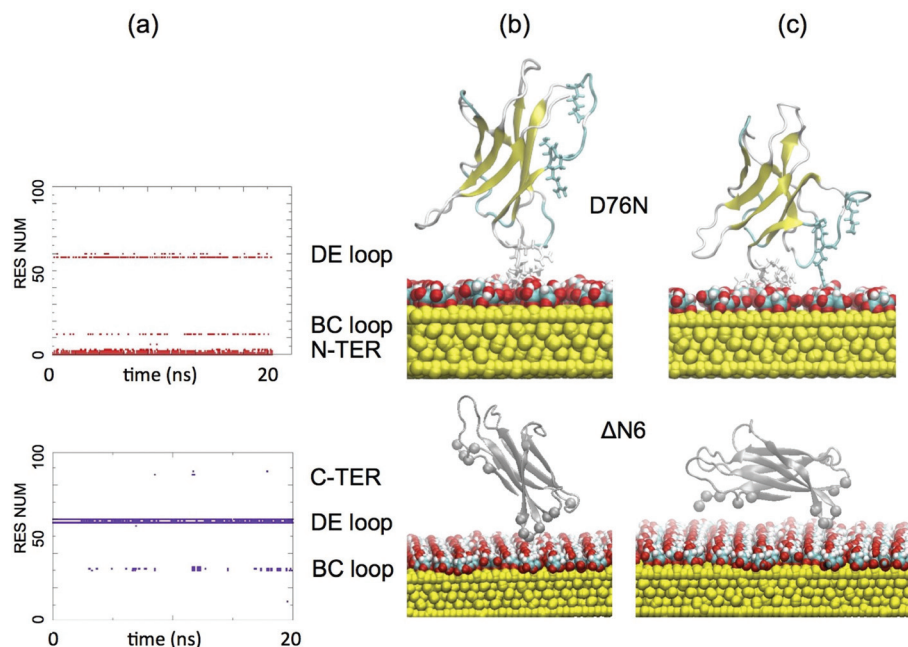 (a) (b) (c)
D76N
100
50
0
RES NUM
0 20
time (ns)
DE loop
BC loop
N-TER
ΔN6
100
50
0
RES NUM
0 20
time (ns)
C-TER
DE loop
BC loop